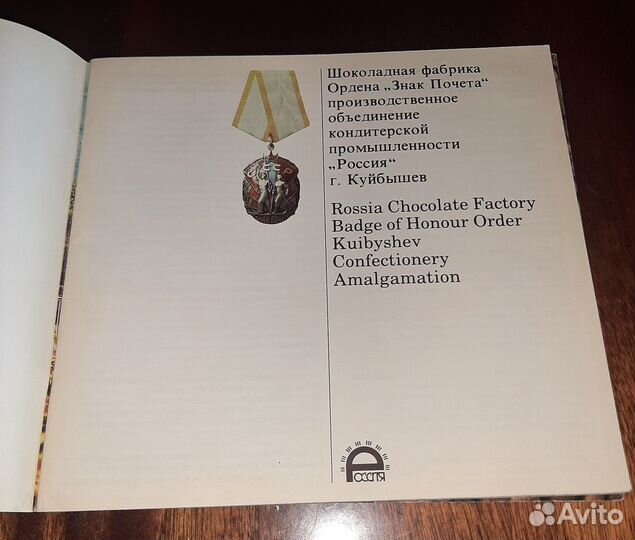 Шоколадная фабрика
Ордена „Знак Почета“
производственное
объединение
кондитерской
промышленности
„Россия“
г. Куйбышев
Rossia Chocolate Factory
Badge of Honour Order
Kuibyshev
Confectionery
Amalgamation
СССР
Россия
Avito